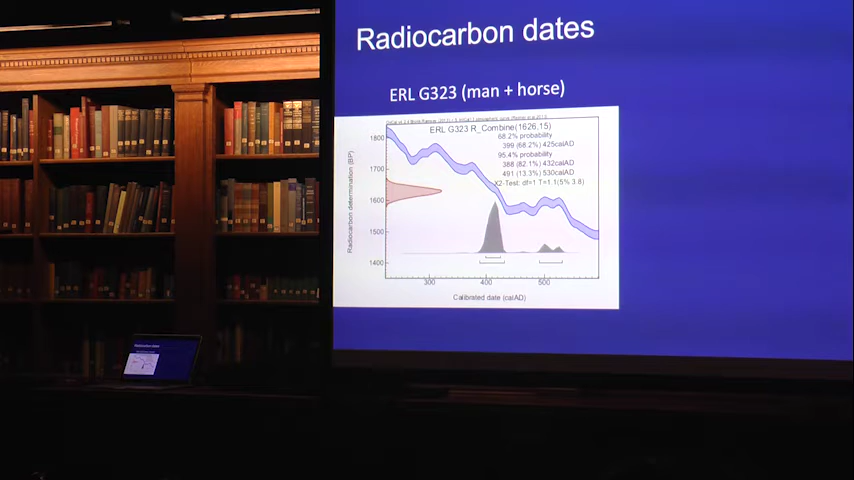 Radiocarbon dates
ERL G323 (man + horse)
ERL G323 R_Combine(1626,15)
68.2% probability
399 (68.2%) 425calAD
95.4% probability
388 (82.1%) 432calAD
491 (13.3%) 530calAD
X2-Test: df=1 T=1.1(5% 3.8)
Radiocarbon determination (BP)
1800
1700
1600
1500
1400
300 400 500
Calibrated date (calAD)
Radiocarbon dates